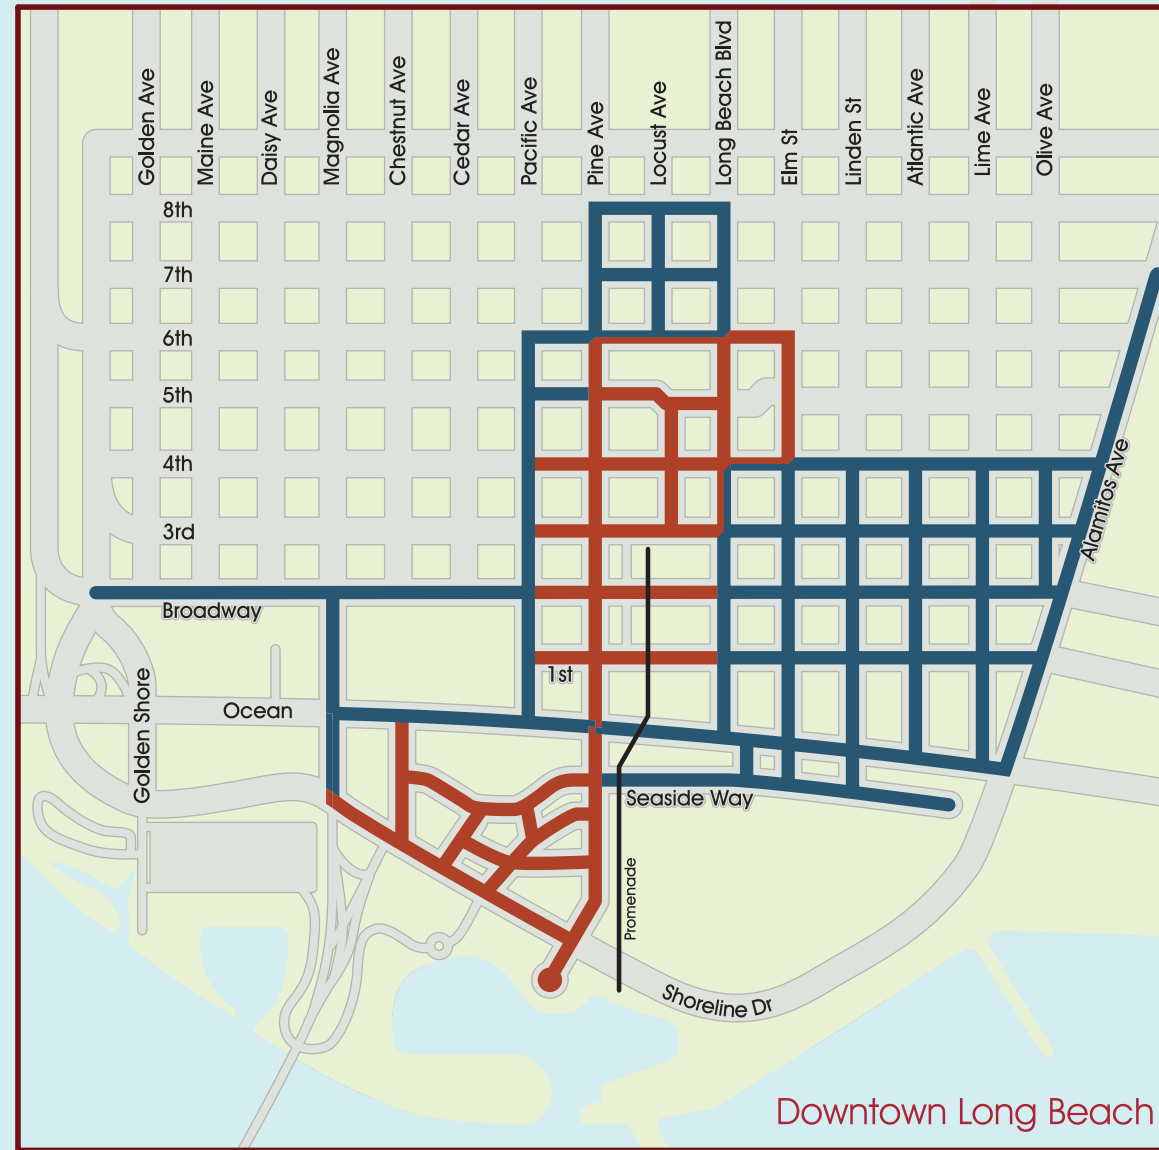 Golden Ave
Maine Ave
Daisy Ave
Magnolia Ave
Chestnut Ave
Cedar Ave
Pacific Ave
Pine Ave
Locust Ave
Long Beach Blvd
Elm St
Linden St
Atlantic Ave
Lime Ave
Olive Ave
8th
7th
6th
5th
4th
3rd
Alamitos Ave
Broadway
1st
Golden Shore
Ocean
Seaside Way
Promenade
Shoreline Dr
Downtown Long Beach